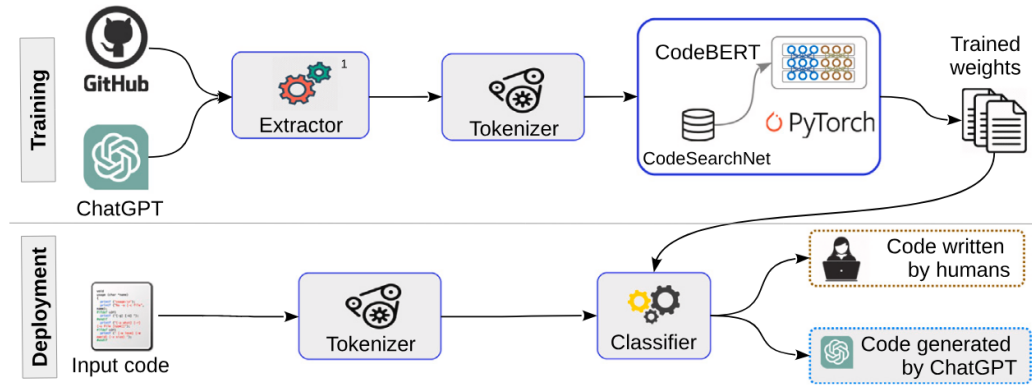 Training
GitHub
ChatGPT
1
Extractor
Tokenizer
CodeBERT
CodeSearchNet
PyTorch
Trained
weights
Deployment
Input code
Tokenizer
Classifier
Code written
by humans
Code generated
by ChatGPT